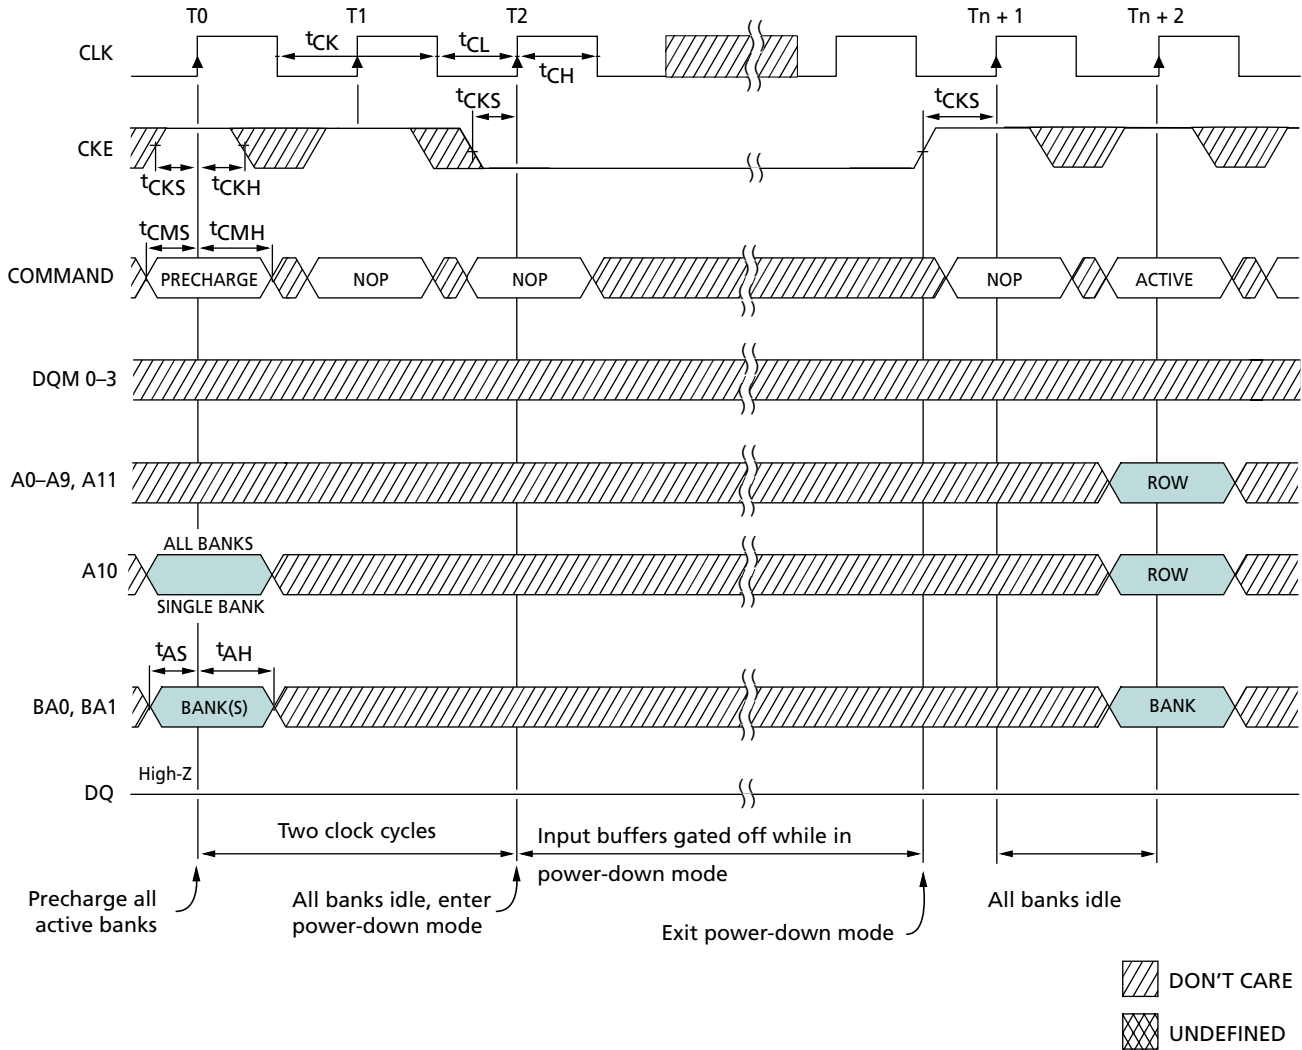 T0 T1 T2 Tn + 1 Tn + 2
CLK
tCK tCL
tCH
tCKS tCKS
CKE
tCKS tCKH
tCMS tCMH
COMMAND PRECHARGE NOP NOP NOP ACTIVE
DQM 0–3
A0–A9, A11 ROW
ALL BANKS
A10 ROW
SINGLE BANK
tAS tAH
BA0, BA1 BANK(S) BANK
High-Z
DQ
Two clock cycles
Input buffers gated off while in
power-down mode
Precharge all
active banks
All banks idle, enter
power-down mode
Exit power-down mode
All banks idle
DON'T CARE
UNDEFINED